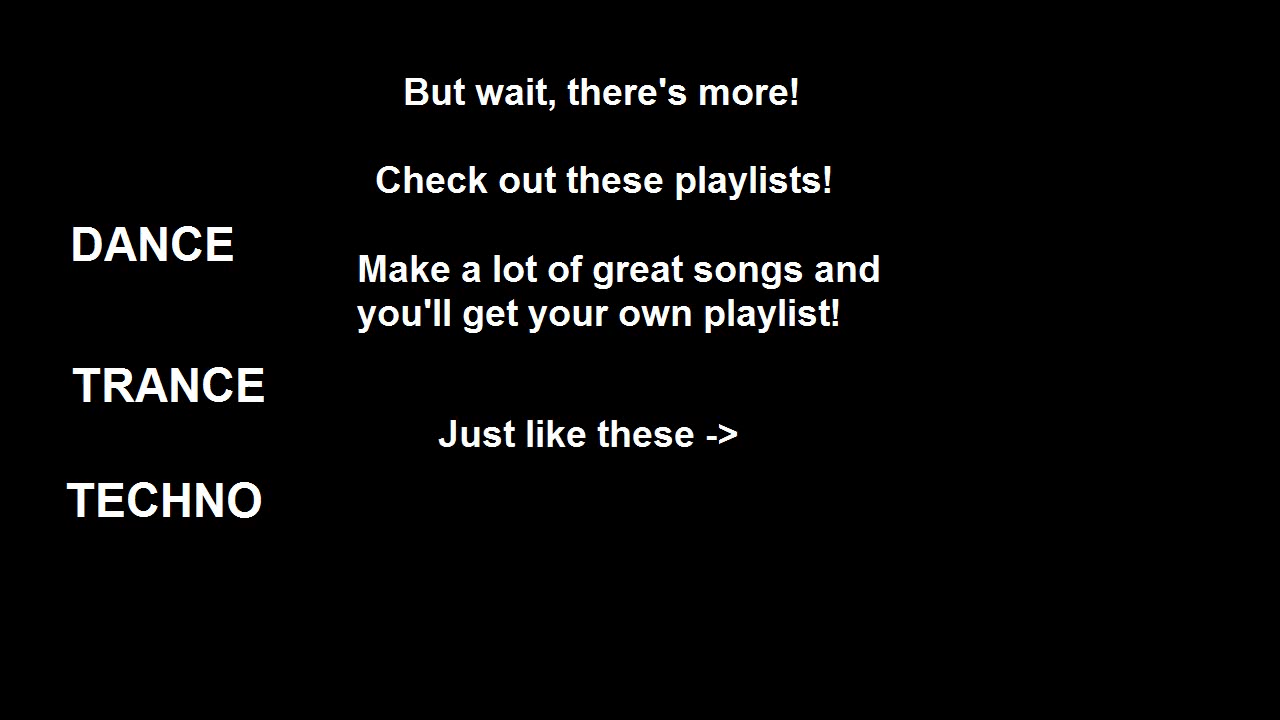 But wait, there's more!
Check out these playlists!
DANCE
Make a lot of great songs and
you'll get your own playlist!
TRANCE
Just like these ->
TECHNO